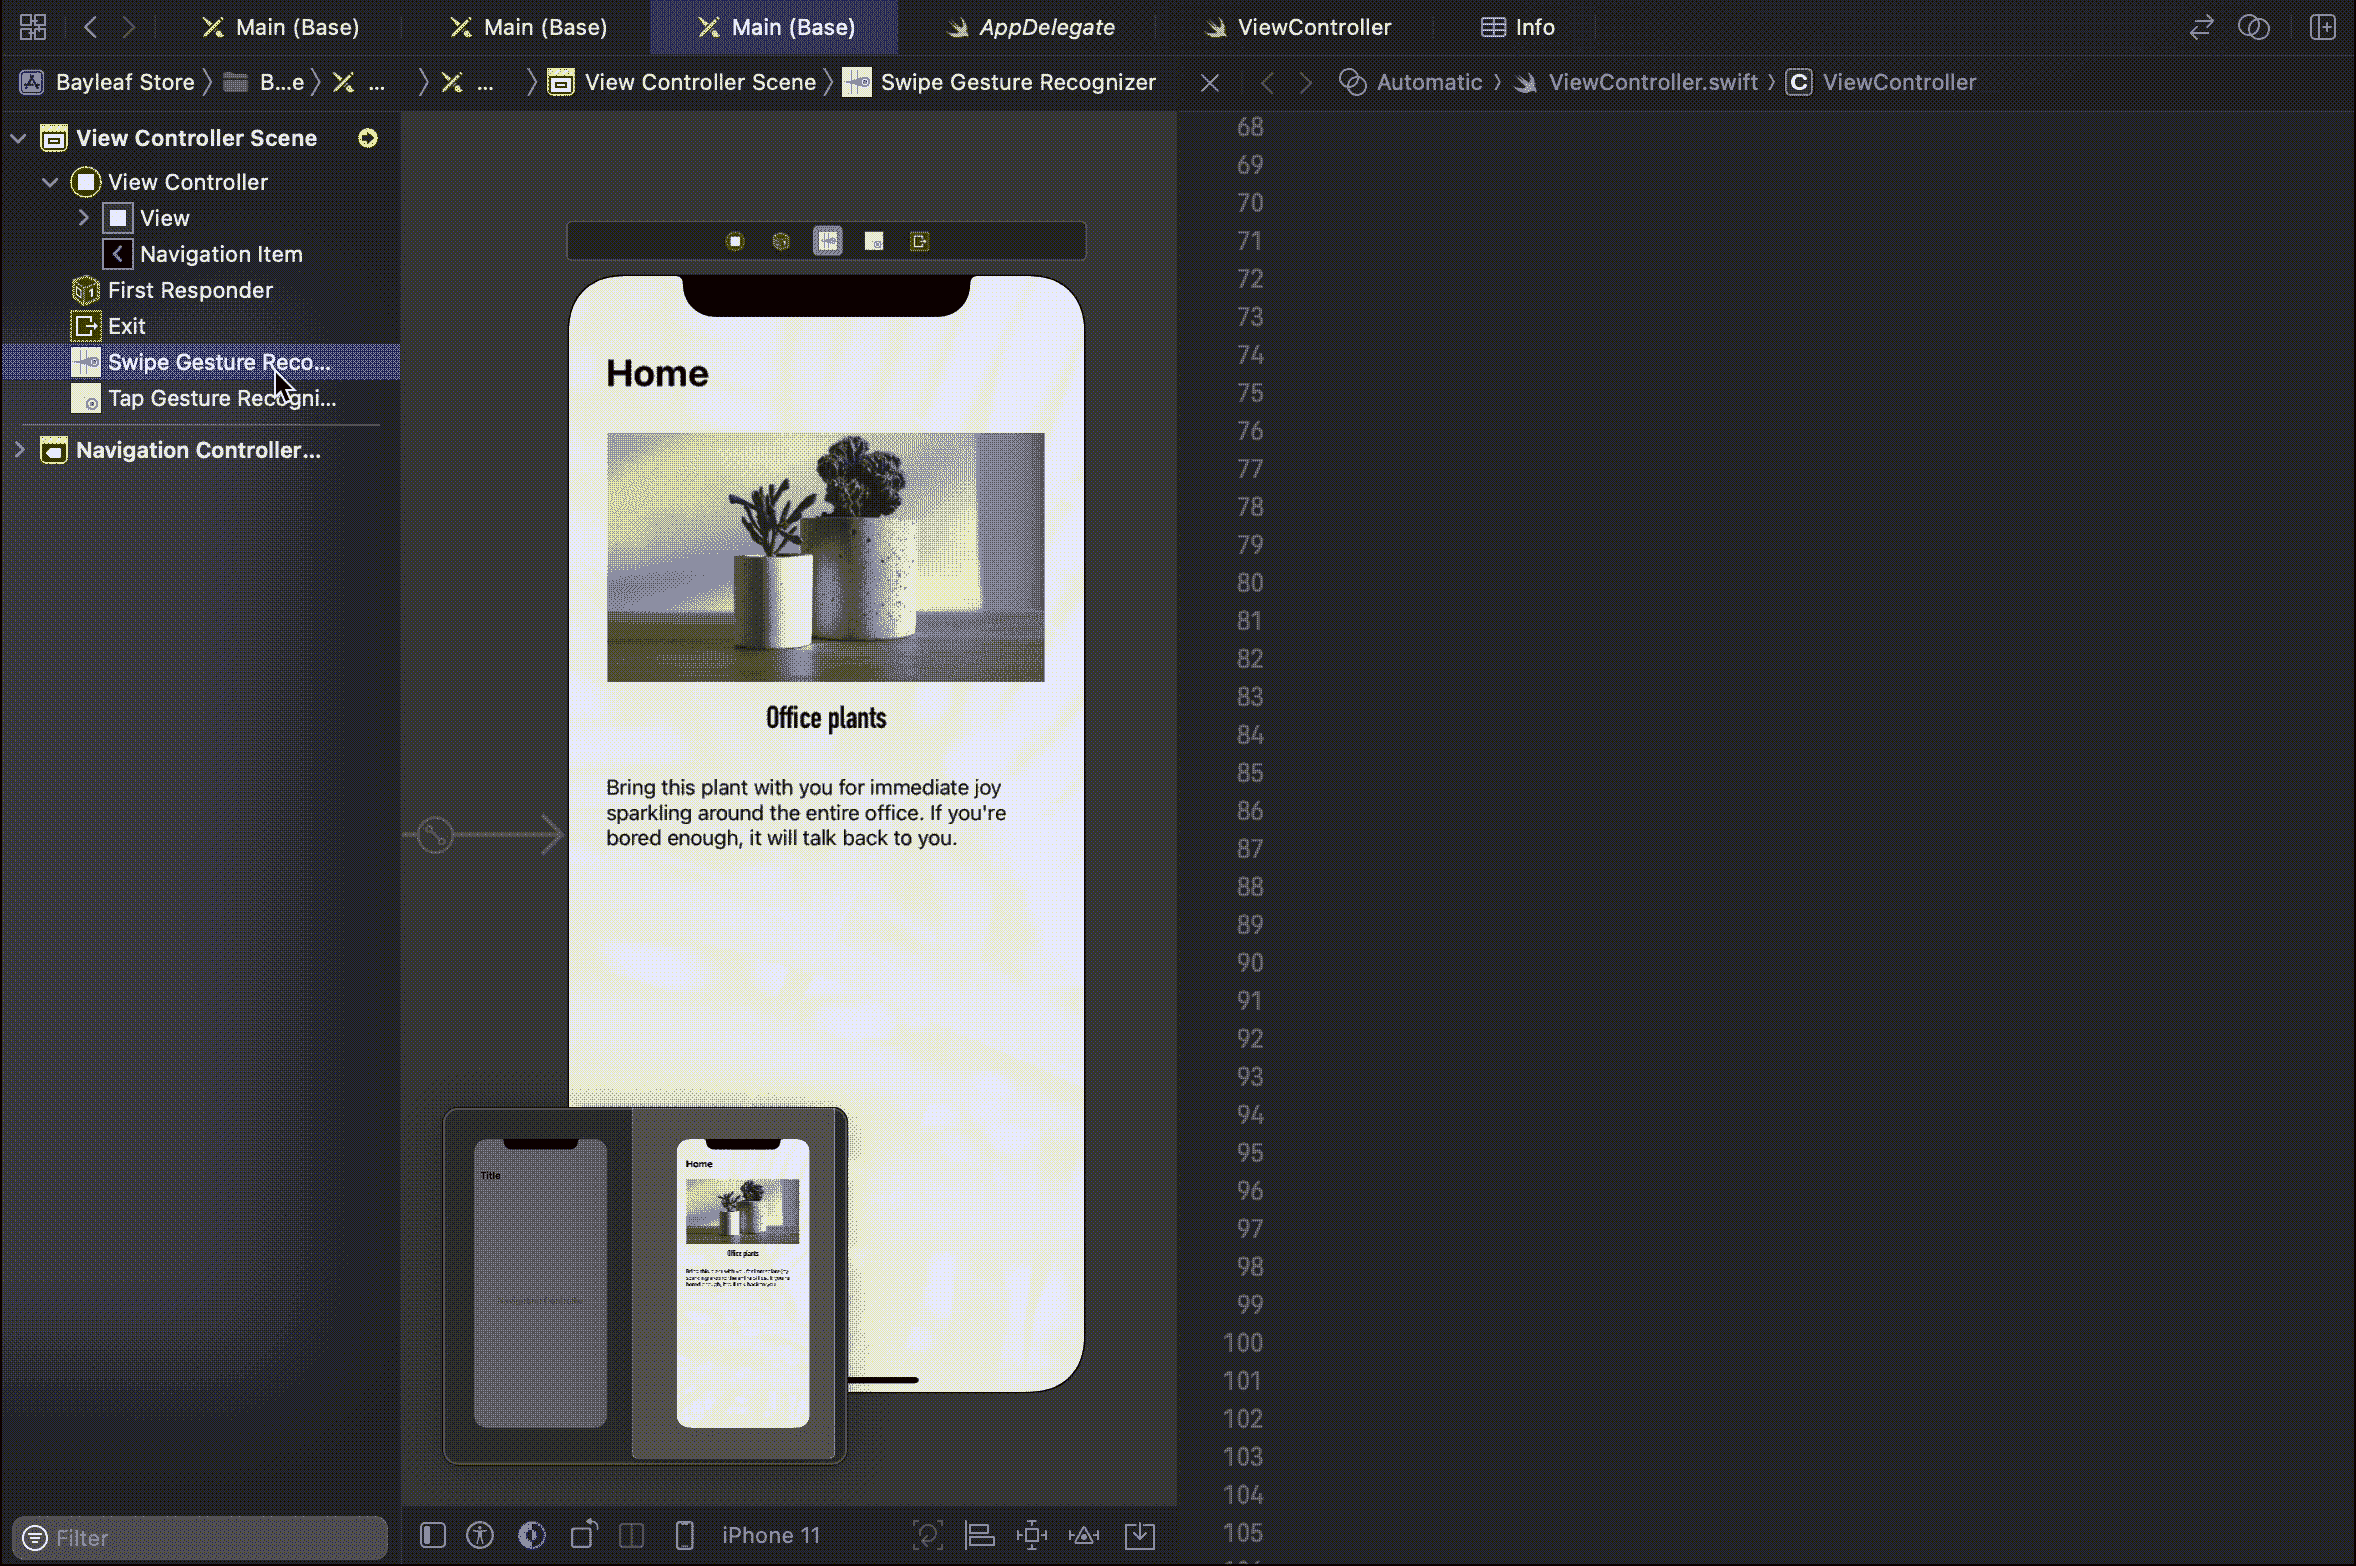 Main (Base)
Main (Base)
Main (Base)
AppDelegate
ViewController
Info
Bayleaf Store
B...e
...
...
View Controller Scene
Swipe Gesture Recognizer
Automatic
ViewController.swift
C
ViewController
View Controller Scene
View Controller
View
Navigation Item
First Responder
Exit
Swipe Gesture Reco...
Tap Gesture Recogni...
Navigation Controller...
Filter
Home
Office plants
Bring this plant with you for immediate joy
sparkling around the entire office. If you're
bored enough, it will talk back to you.
Title
Home
Office plants
iPhone 11
68
69
70
71
72
73
74
75
76
77
78
79
80
81
82
83
84
85
86
87
88
89
90
91
92
93
94
95
96
97
98
99
100
101
102
103
104
105